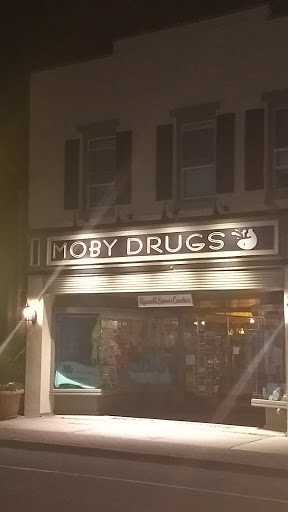 MOBY DRUGS
Russell Stover Candies